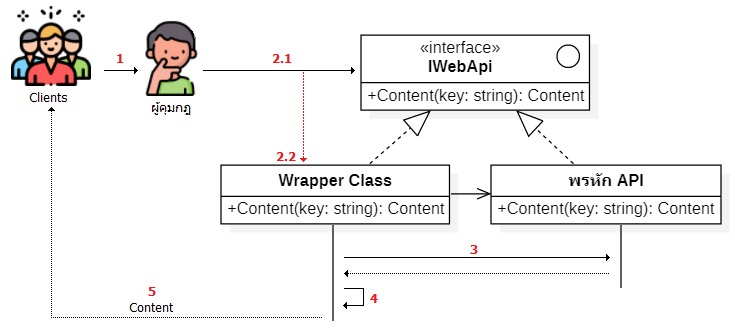 «interface»
IWebApi
+Content(key: string): Content
1
2.1
Clients
ผู้คุมกฎ
2.2
Wrapper Class
+Content(key: string): Content
พรหัก API
+Content(key: string): Content
3
4
5
Content